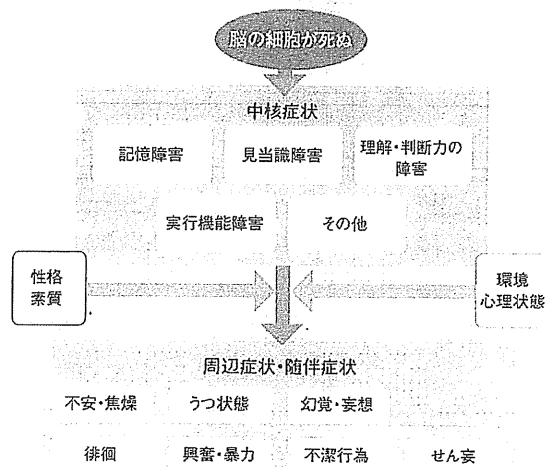 脳の細胞が死ぬ
中核症状
記憶障害
見当識障害
理解・判断力の
障害
実行機能障害
その他
性格
素質
環境
心理状態
周辺症状・随伴症状
不安・焦燥
うつ状態
幻覚・妄想
徘徊
興奮・暴力
不潔行為
せん妄